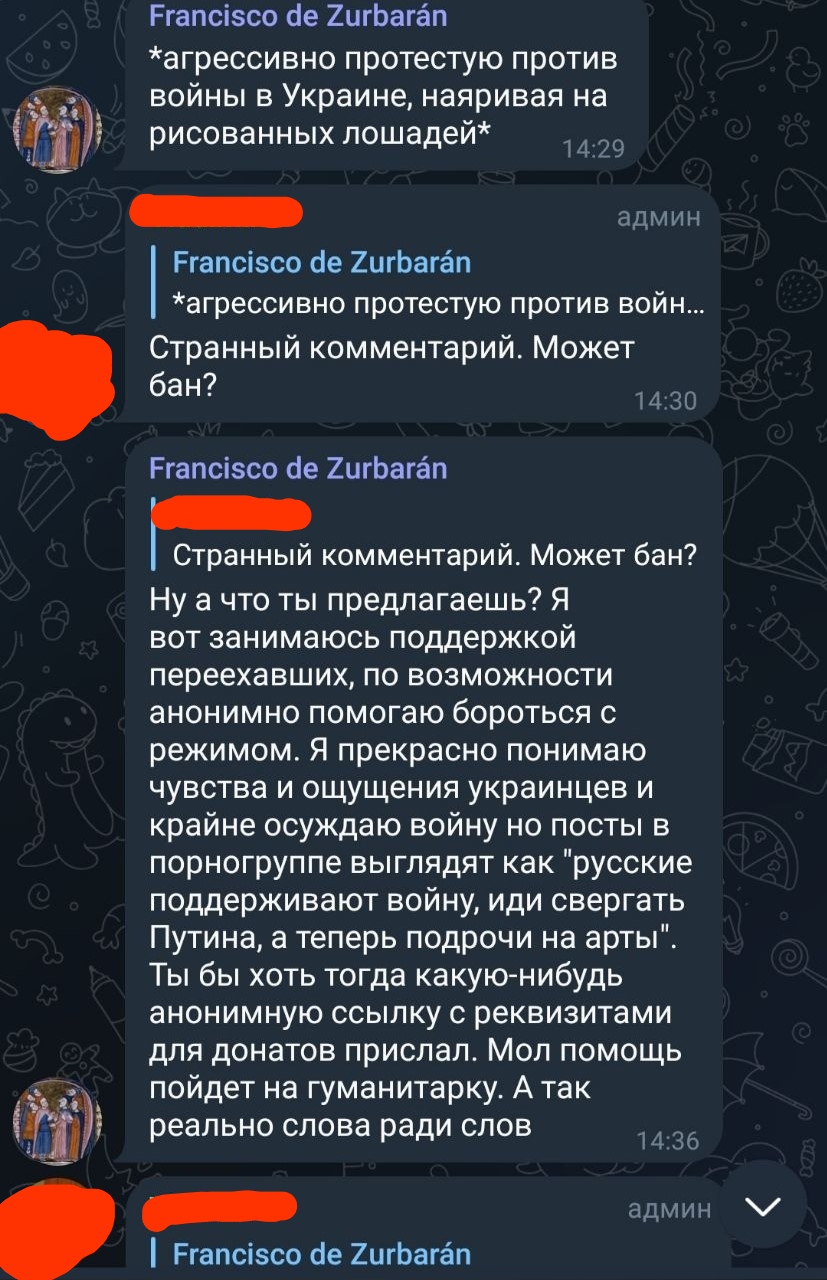 Francisco de Zurbarán
*агрессивно протестую против
войны в Украине, наяривая на
рисованных лошадей*
14:29
админ
Francisco de Zurbarán
*агрессивно протестую против войн...
Странный комментарий. Может
бан?
14:30
Francisco de Zurbarán
Странный комментарий. Может бан?
Ну а что ты предлагаешь? Я
вот занимаюсь поддержкой
переехавших, по возможности
анонимно помогаю бороться с
режимом. Я прекрасно понимаю
чувства и ощущения украинцев и
крайне осуждаю войну но посты в
порногруппе выглядят как "русские
поддерживают войну, иди свергать
Путина, а теперь подрочи на арты".
Ты бы хоть тогда какую-нибудь
анонимную ссылку с реквизитами
для донатов прислал. Мол помощь
пойдет на гуманитарку. А так
реально слова ради слов
14:36
админ
Francisco de Zurbarán